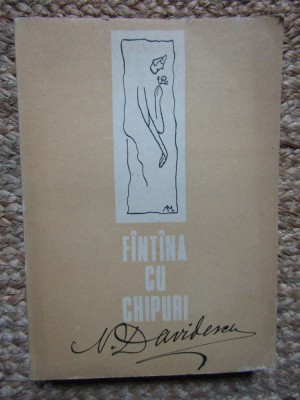 FÎNTÎNA
CU
CHIPURI
N. Davidescu